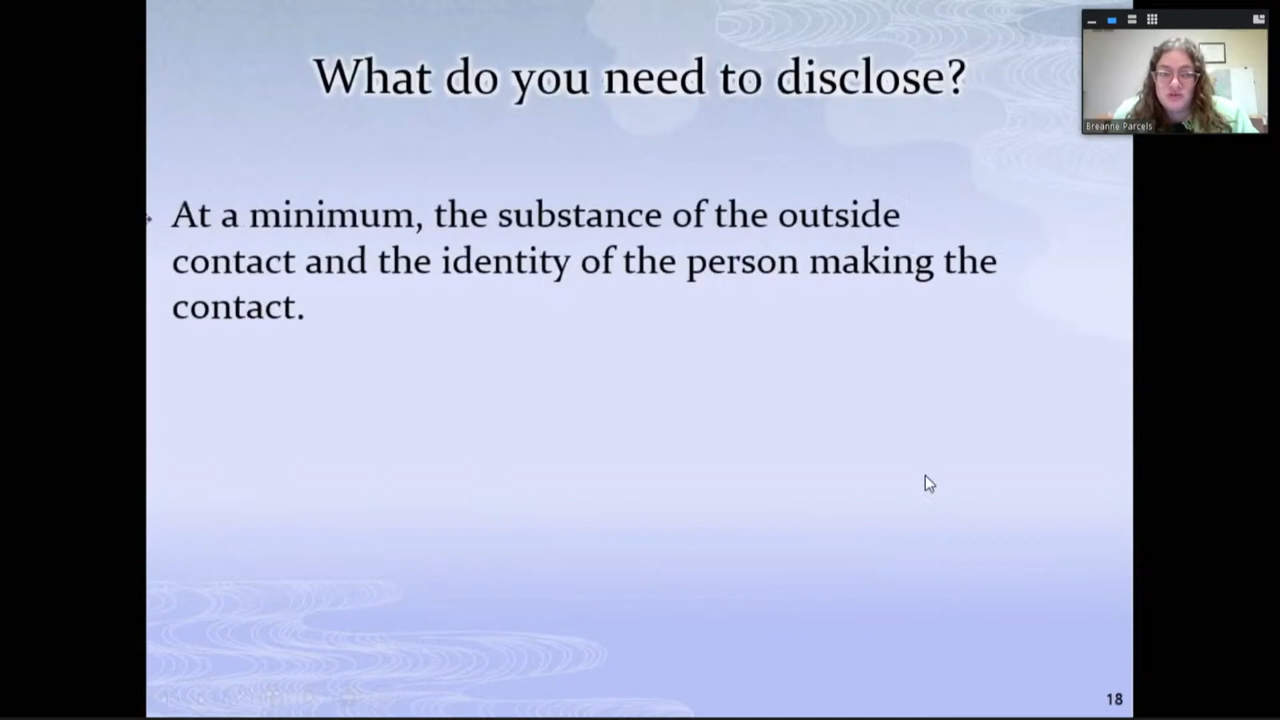 What do you need to disclose?
Breanne Parcels
At a minimum, the substance of the outside
contact and the identity of the person making the
contact.
18